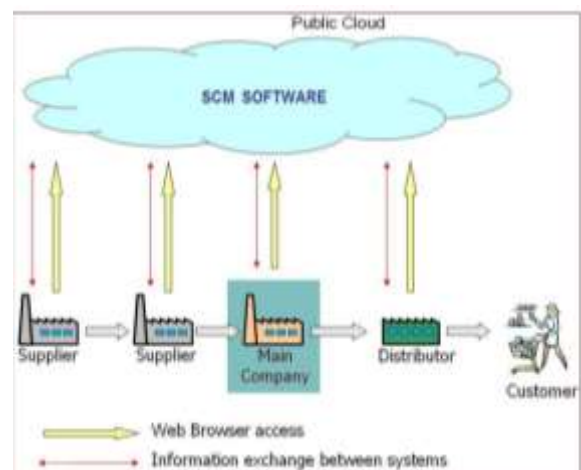 Public Cloud
SCM SOFTWARE
Supplier
Supplier
Main
Company
Distributor
Customer
Web Browser access
Information exchange between systems